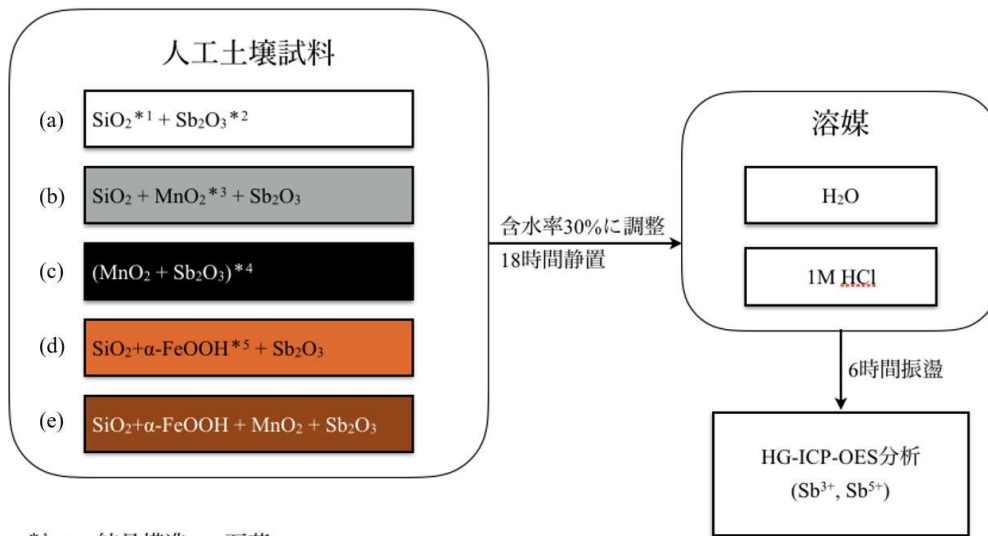 人工土壌試料
(a) SiO₂*¹ + Sb₂O₃*²
(b) SiO₂ + MnO₂*³ + Sb₂O₃
(c) (MnO₂ + Sb₂O₃)*⁴
(d) SiO₂+α-FeOOH*⁵ + Sb₂O₃
(e) SiO₂+α-FeOOH + MnO₂ + Sb₂O₃
含水率30%に調整
18時間静置
溶媒
H₂O
1M HCl
6時間振盪
HG-ICP-OES分析
(Sb³⁺, Sb⁵⁺)